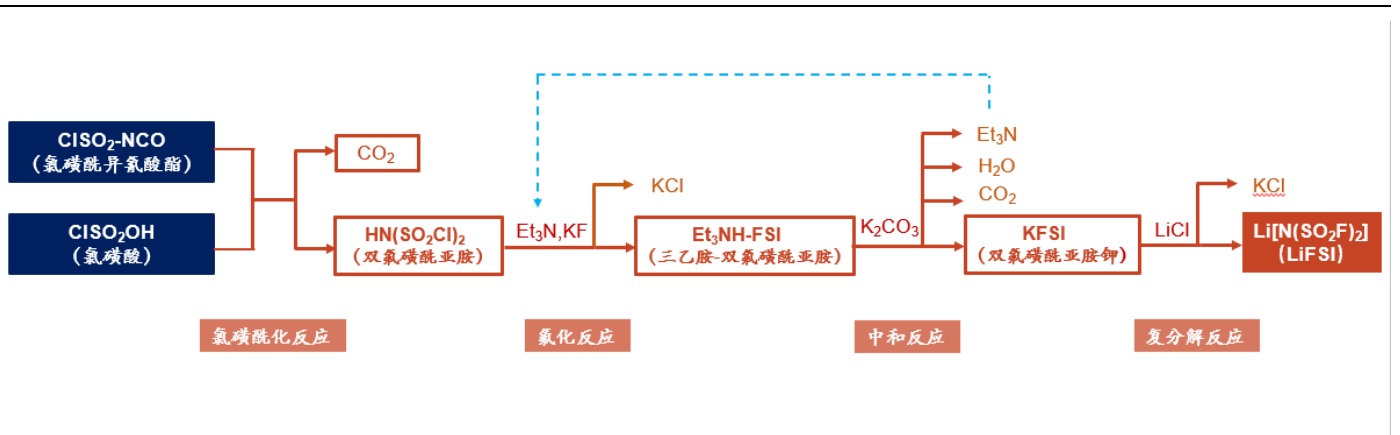 ClSO₂-NCO
（氯磺酰异氰酸酯）
CO₂
ClSO₂OH
（氯磺酸）
HN(SO₂Cl)₂
（双氯磺酰亚胺）
Et₃N,KF
KCl
Et₃NH-FSI
（三乙胺-双氟磺酰亚胺）
K₂CO₃
Et₃N
H₂O
CO₂
KFSI
（双氟磺酰亚胺钾）
LiCl
KCl
Li[N(SO₂F)₂]
(LiFSI)
氯磺酰化反应
氟化反应
中和反应
复分解反应